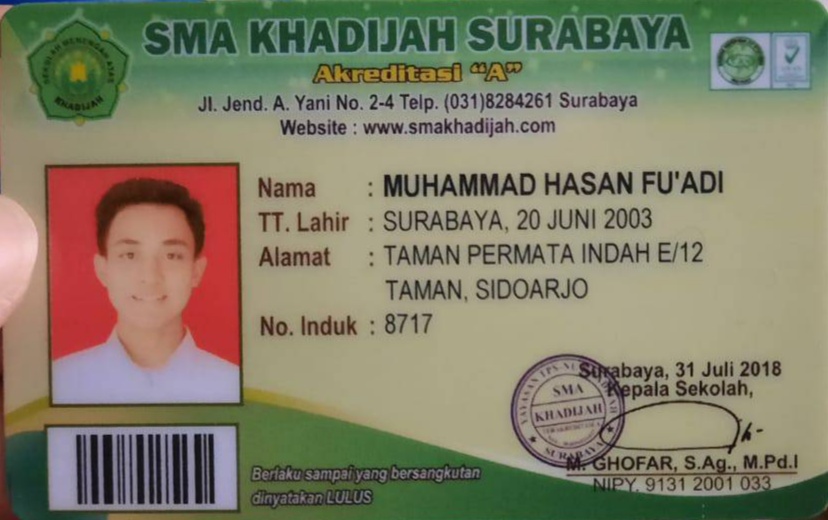 SMA KHADIJAH SURABAYA
Akreditasi "A"
Jl. Jend. A. Yani No. 2-4 Telp. (031)8284261 Surabaya
Website : www.smakhadijah.com
SEKOLAH MENENGAH ATAS
KHADIJAH
Nama : MUHAMMAD HASAN FU'ADI
TT. Lahir : SURABAYA, 20 JUNI 2003
Alamat : TAMAN PERMATA INDAH E/12
TAMAN, SIDOARJO
No. Induk : 8717
Surabaya, 31 Juli 2018
Kepala Sekolah,
YAYASAN
SMA
KHADIJAH
SURABAYA
M. GHOFAR, S.Ag., M.Pd.I
NIPY. 9131 2001 033
Berlaku sampai yang bersangkutan
dinyatakan LULUS